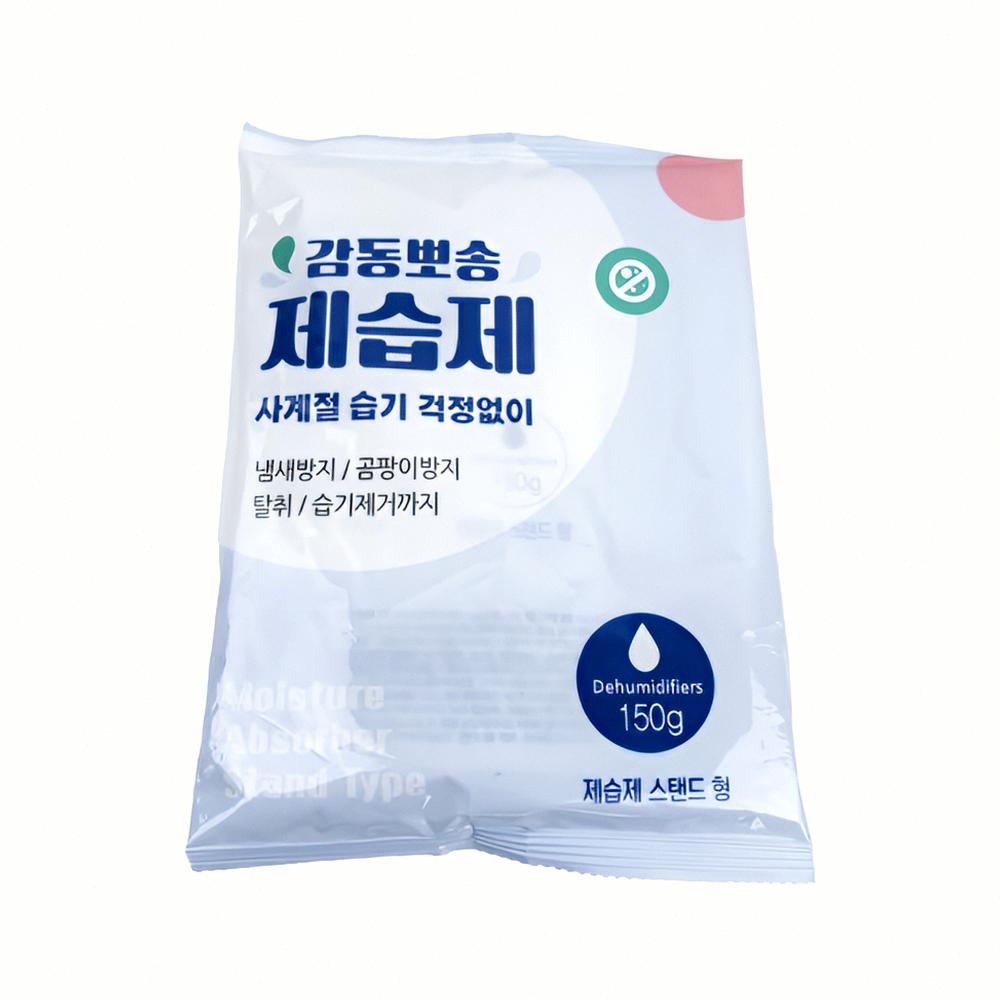 감동뽀송
제습제
사계절 습기 걱정없이
냄새방지 / 곰팡이방지
탈취 / 습기제거까지
Moisture
Absorber
Stand Type
Dehumidifiers
150g
제습제 스탠드 형